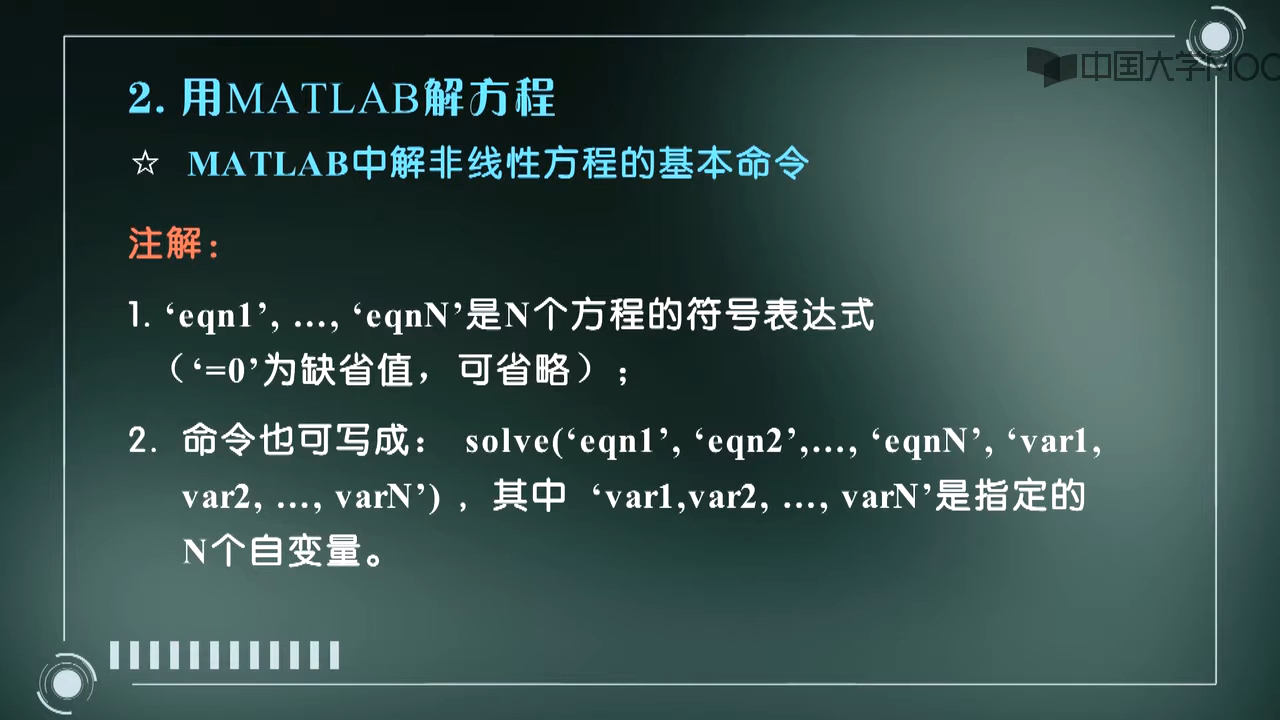 中国大学MOO
2. 用MATLAB解方程
☆ MATLAB中解非线性方程的基本命令
注解：
1. ‘eqn1’, …, ‘eqnN’是N个方程的符号表达式
（‘=0’为缺省值， 可省略）；
2. 命令也可写成： solve(‘eqn1’, ‘eqn2’,…, ‘eqnN’, ‘var1,
var2, …, varN’) ，其中 ‘var1,var2, …, varN’是指定的
N个自变量。